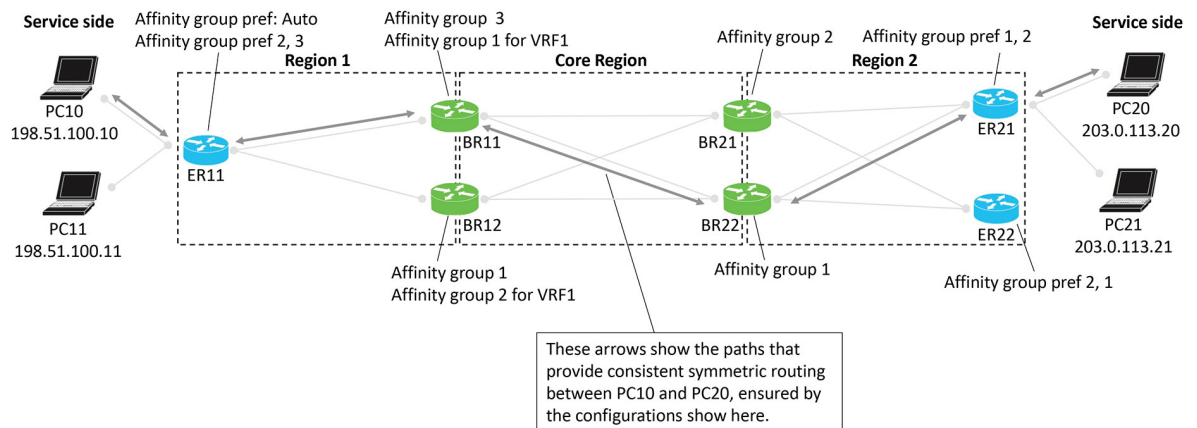 Service side
Affinity group pref: Auto
Affinity group pref 2, 3
Affinity group 3
Affinity group 1 for VRF1
Affinity group 2
Affinity group pref 1, 2
Service side
Region 1
Core Region
Region 2
PC10
198.51.100.10
PC11
198.51.100.11
ER11
BR11
BR12
BR21
BR22
ER21
ER22
PC20
203.0.113.20
PC21
203.0.113.21
Affinity group 1
Affinity group 2 for VRF1
Affinity group 1
Affinity group pref 2, 1
These arrows show the paths that
provide consistent symmetric routing
between PC10 and PC20, ensured by
the configurations show here.